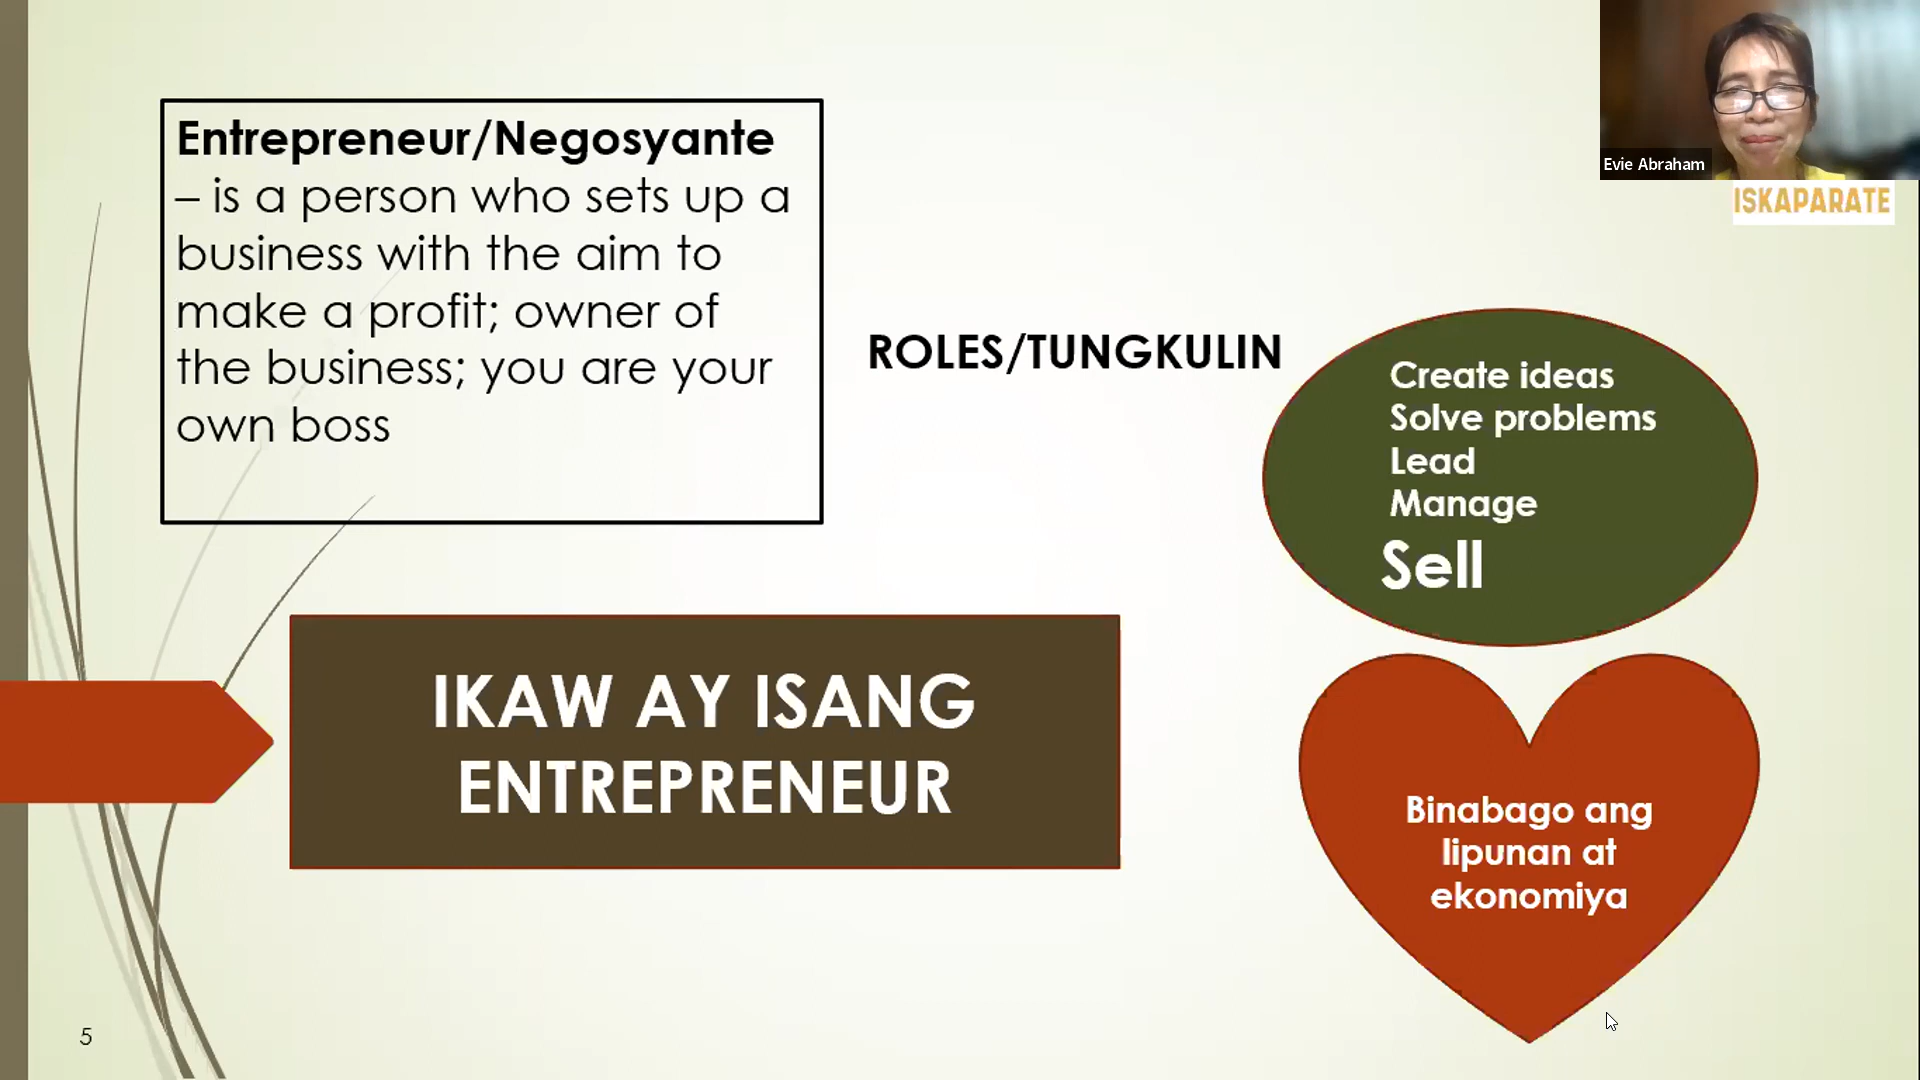 Entrepreneur/Negosyante
– is a person who sets up a
business with the aim to
make a profit; owner of
the business; you are your
own boss
Evie Abraham
ISKAPARATE
ROLES/TUNGKULIN
Create ideas
Solve problems
Lead
Manage
Sell
IKAW AY ISANG
ENTREPRENEUR
Binabago ang
lipunan at
ekonomiya
5